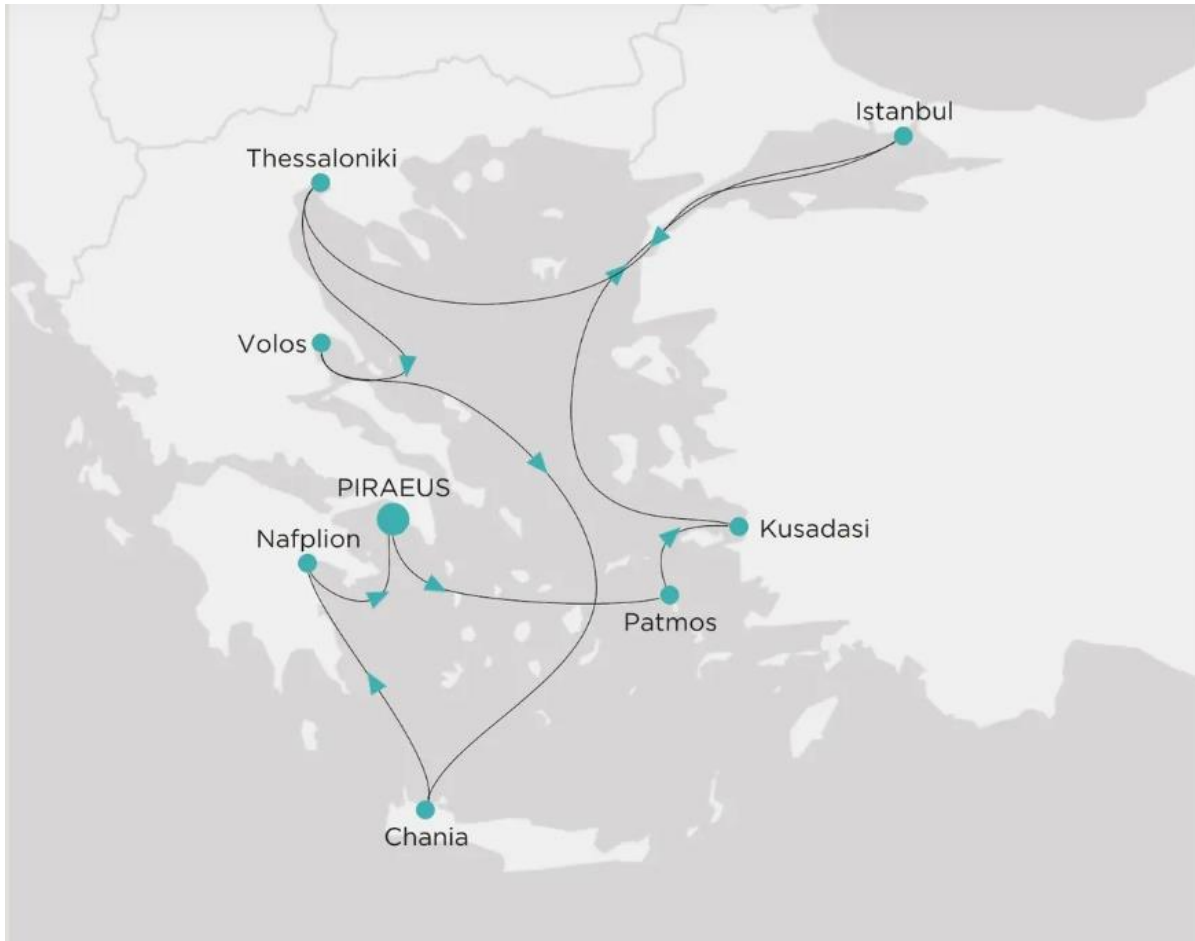 Istanbul
Thessaloniki
Volos
PIRAEUS
Nafplion
Kusadasi
Patmos
Chania